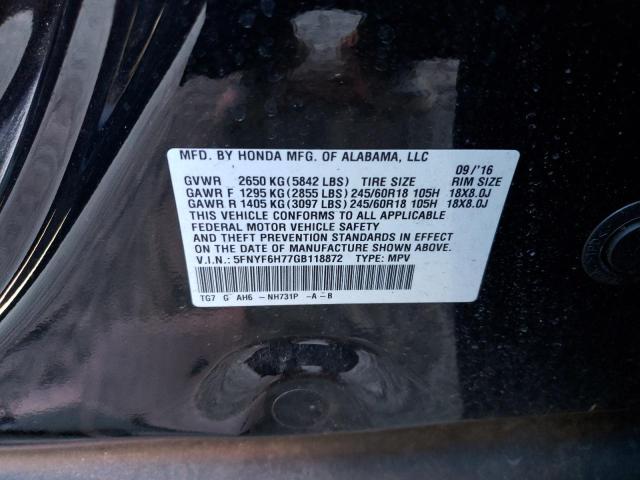 MFD. BY HONDA MFG. OF ALABAMA, LLC 09/'16
GVWR 2650 KG (5842 LBS) TIRE SIZE RIM SIZE
GAWR F 1295 KG (2855 LBS) 245/60R18 105H 18X8.0J
GAWR R 1405 KG (3097 LBS) 245/60R18 105H 18X8.0J
THIS VEHICLE CONFORMS TO ALL APPLICABLE
FEDERAL MOTOR VEHICLE SAFETY
AND THEFT PREVENTION STANDARDS IN EFFECT
ON THE DATE OF MANUFACTURE SHOWN ABOVE.
V.I.N.: 5FNYF6H77GB118872 TYPE: MPV
TG7 G AH6 -NH731P -A-B